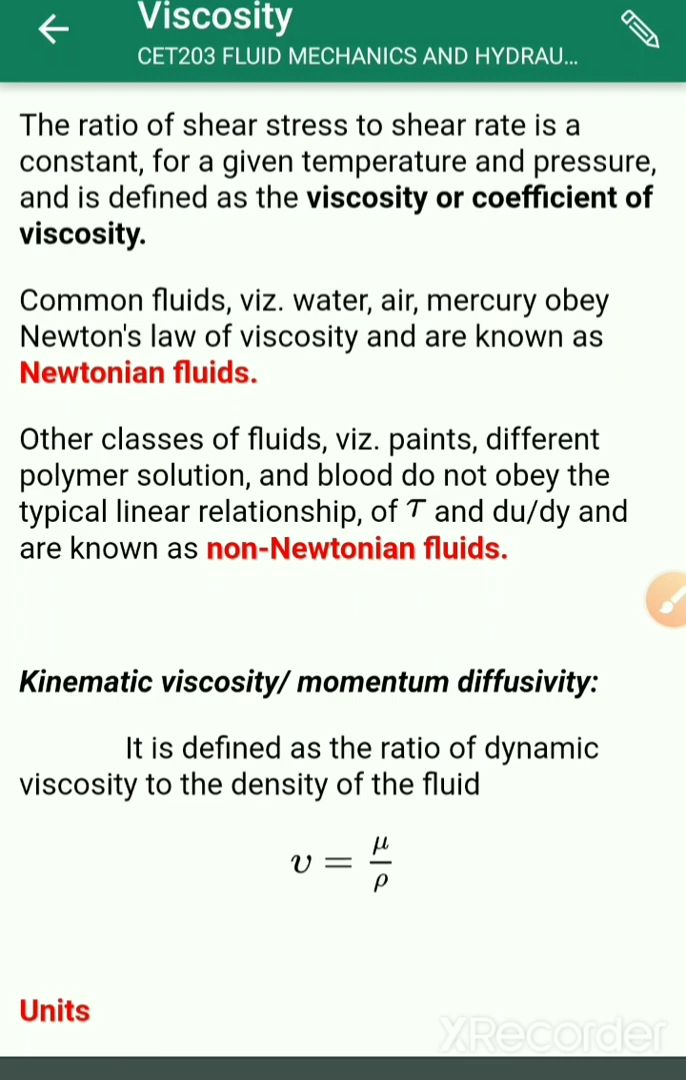 Viscosity
CET203 FLUID MECHANICS AND HYDRAU...
The ratio of shear stress to shear rate is a
constant, for a given temperature and pressure,
and is defined as the viscosity or coefficient of
viscosity.
Common fluids, viz. water, air, mercury obey
Newton's law of viscosity and are known as
Newtonian fluids.
Other classes of fluids, viz. paints, different
polymer solution, and blood do not obey the
typical linear relationship, of τ and du/dy and
are known as non-Newtonian fluids.
Kinematic viscosity/ momentum diffusivity:
It is defined as the ratio of dynamic
viscosity to the density of the fluid
υ = μ/ρ
Units
XRecorder